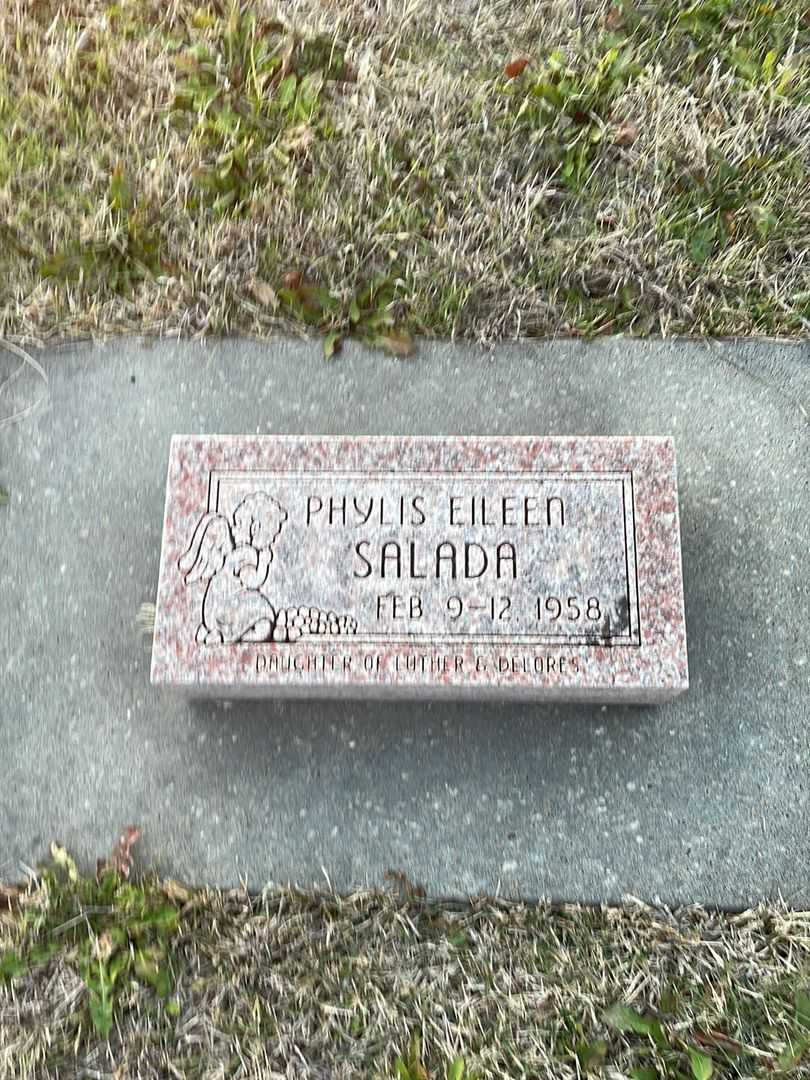 PHYLIS EILEEN
SALADA
FEB 9-12 1958
DAUGHTER OF LUTHER & DELORES